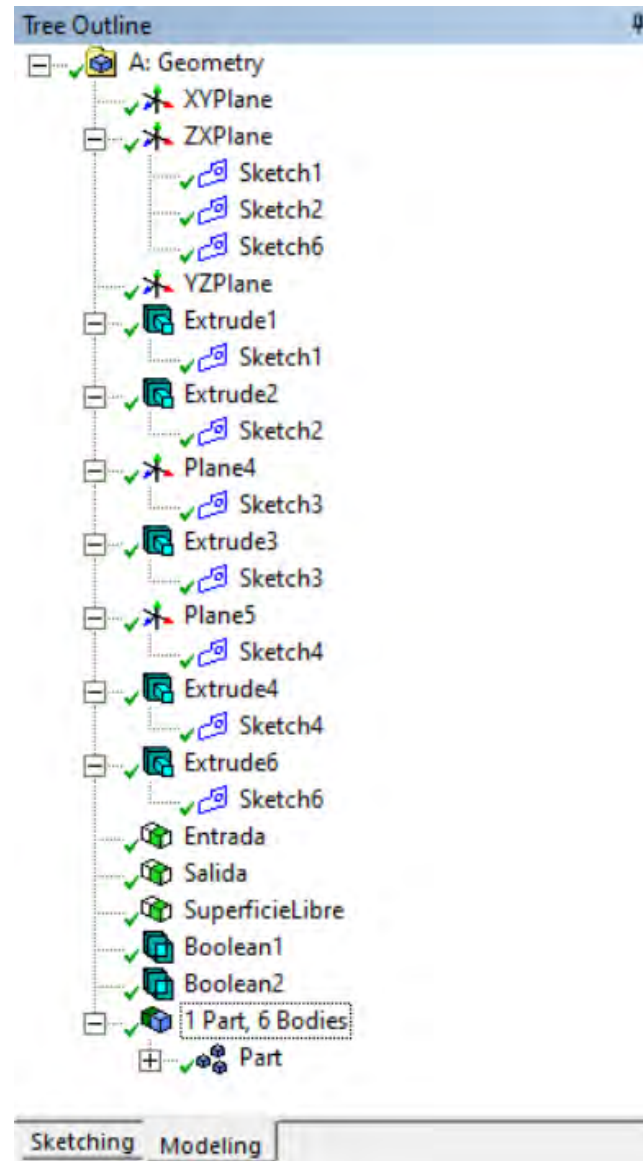 Tree Outline
A: Geometry
XYPlane
ZXPlane
Sketch1
Sketch2
Sketch6
YZPlane
Extrude1
Sketch1
Extrude2
Sketch2
Plane4
Sketch3
Extrude3
Sketch3
Plane5
Sketch4
Extrude4
Sketch4
Extrude6
Sketch6
Entrada
Salida
SuperficieLibre
Boolean1
Boolean2
1 Part, 6 Bodies
Part
Sketching Modeling